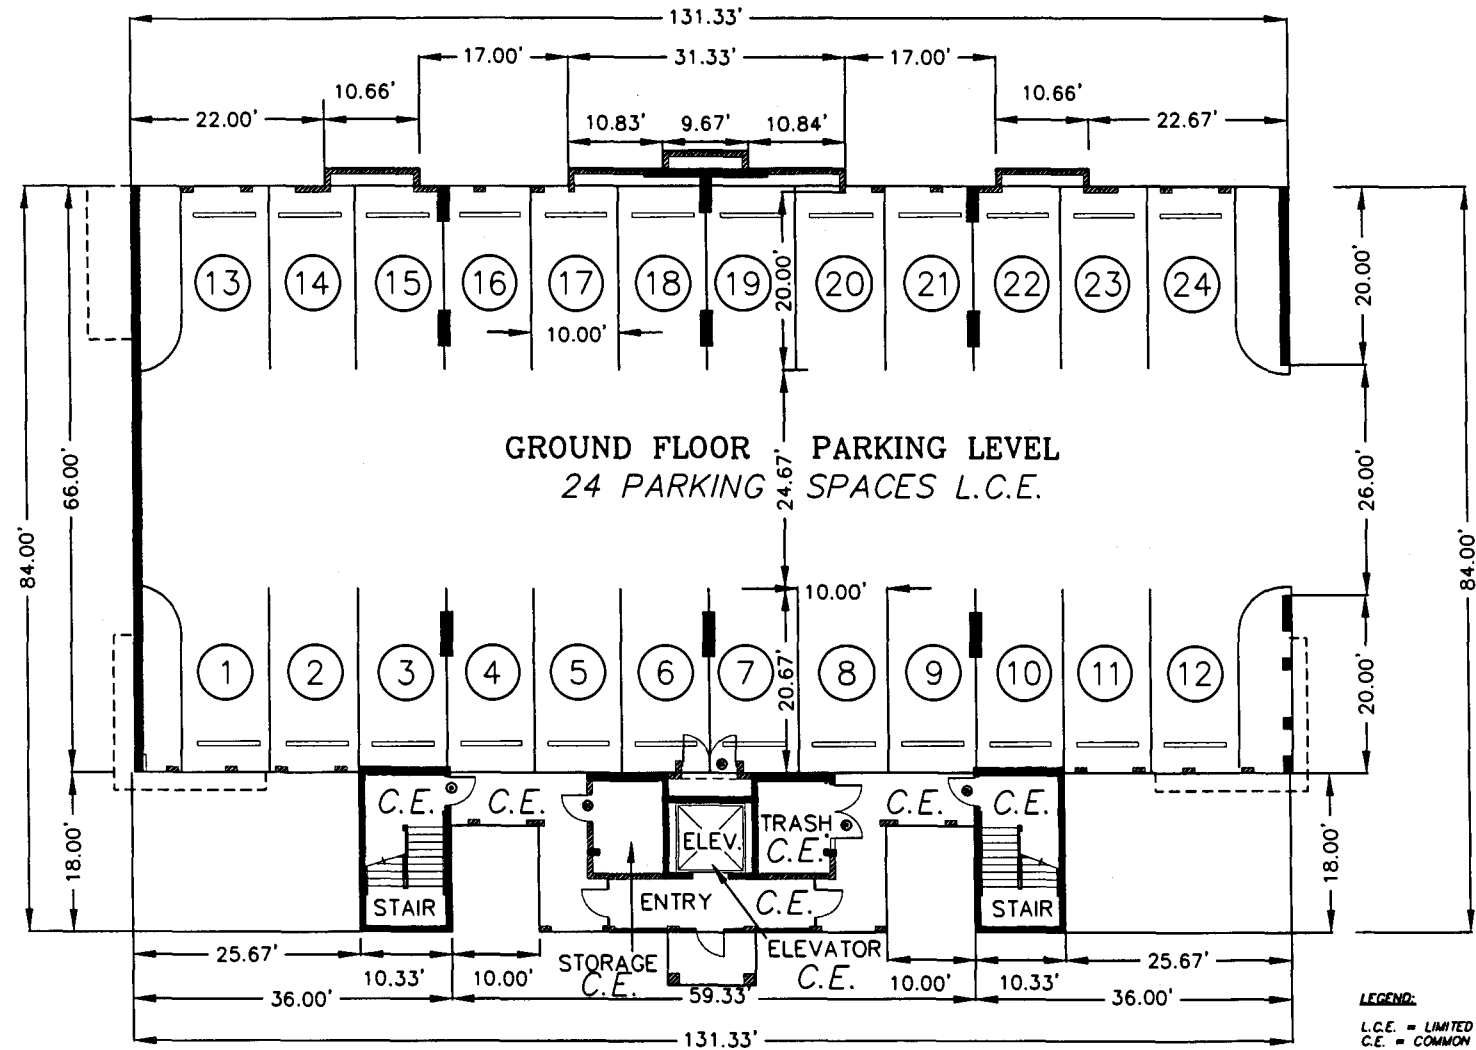 131.33'
17.00' 31.33' 17.00'
10.66' 10.66'
22.00' 10.83' 9.67' 10.84' 22.67'
13 14 15 16 17 18 19 20 21 22 23 24
20.00' 20.00'
10.00'
84.00' 66.00' 84.00'
GROUND FLOOR PARKING LEVEL
24 PARKING SPACES L.C.E.
24.67' 26.00'
10.00'
1 2 3 4 5 6 7 8 9 10 11 12
20.67' 20.00'
C.E. C.E. C.E. C.E.
ELEV. TRASH
C.E.
18.00' 18.00'
STAIR ENTRY C.E. STAIR
25.67' STORAGE ELEVATOR 25.67'
10.33' 10.00' C.E. C.E. 10.00' 10.33'
36.00' 59.33' 36.00'
131.33'
LEGEND:
L.C.E. = LIMITED
C.E. = COMMON